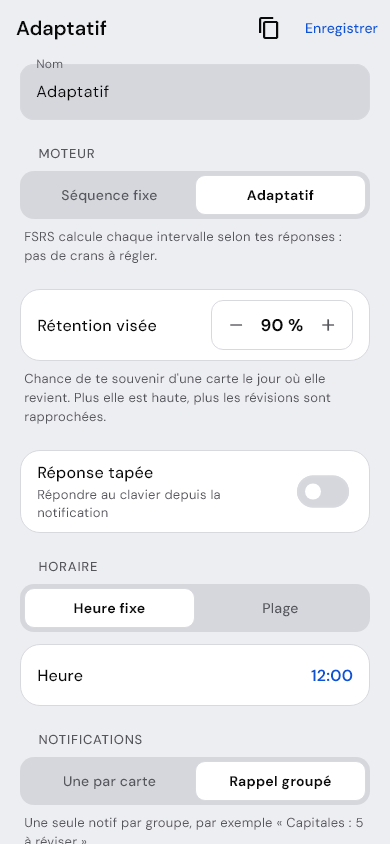 Adaptatif
Enregistrer
Nom
Adaptatif
MOTEUR
Séquence fixe
Adaptatif
FSRS calcule chaque intervalle selon tes réponses :
pas de crans à régler.
Rétention visée
— 90 % +
Chance de te souvenir d'une carte le jour où elle
revient. Plus elle est haute, plus les révisions sont
rapprochées.
Réponse tapée
Répondre au clavier depuis la
notification
HORAIRE
Heure fixe
Plage
Heure
12:00
NOTIFICATIONS
Une par carte
Rappel groupé
Une seule notif par groupe, par exemple « Capitales : 5
à réviser »